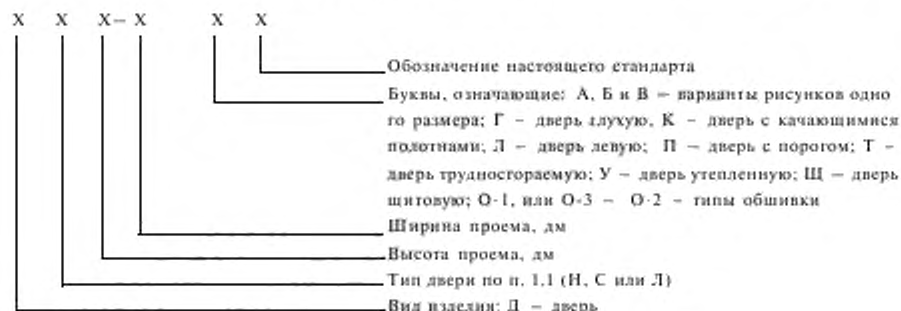 Х Х Х – Х Х Х
Обозначение настоящего стандарта
Буквы, означающие: А, Б и В – варианты рисунков одно
го размера; Г – дверь глухую, К – дверь с качающимися
полотнами; Л – дверь левую; П – дверь с порогом; Т –
дверь трудносгораемую; У – дверь утепленную; Щ – дверь
щитовую; О-1, или О-3 – О-2 – типы обшивки
Ширина проема, дм
Высота проема, дм
Тип двери по п. 1.1 (Н, С или Л)
Вид изделия: Д – дверь